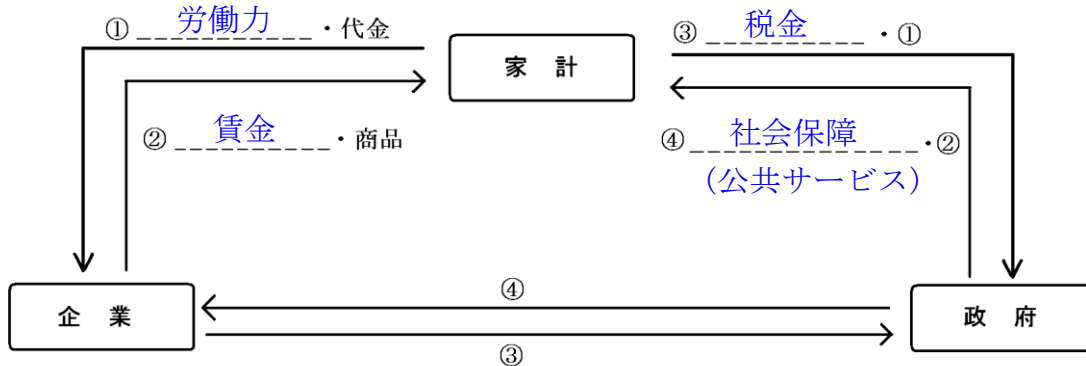 ① 労働力 ・代金
③ 税金 ・①
家 計
② 賃金 ・商品
④ 社会保障 ・②
(公共サービス)
④
企 業
政 府
③